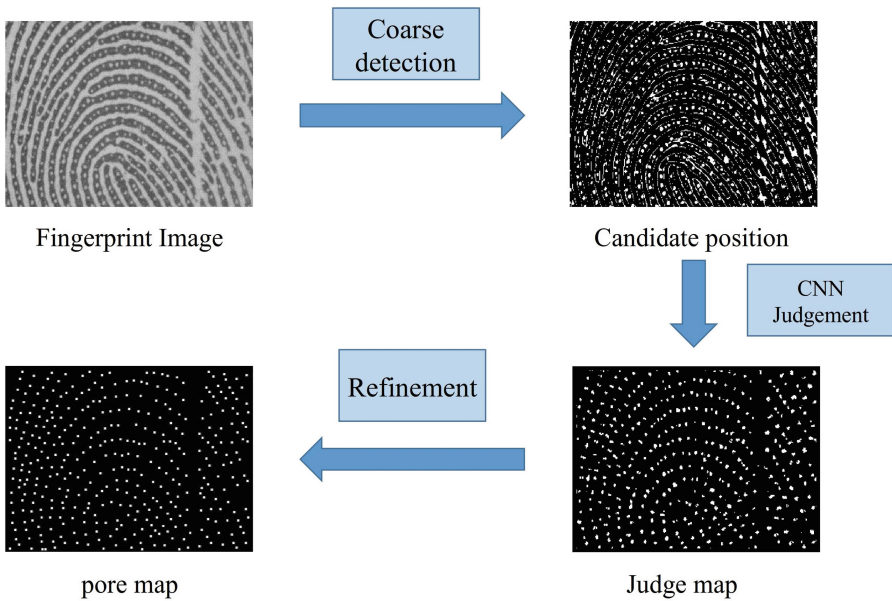 Coarse
detection
Fingerprint Image
Candidate position
CNN
Judgement
Refinement
pore map
Judge map